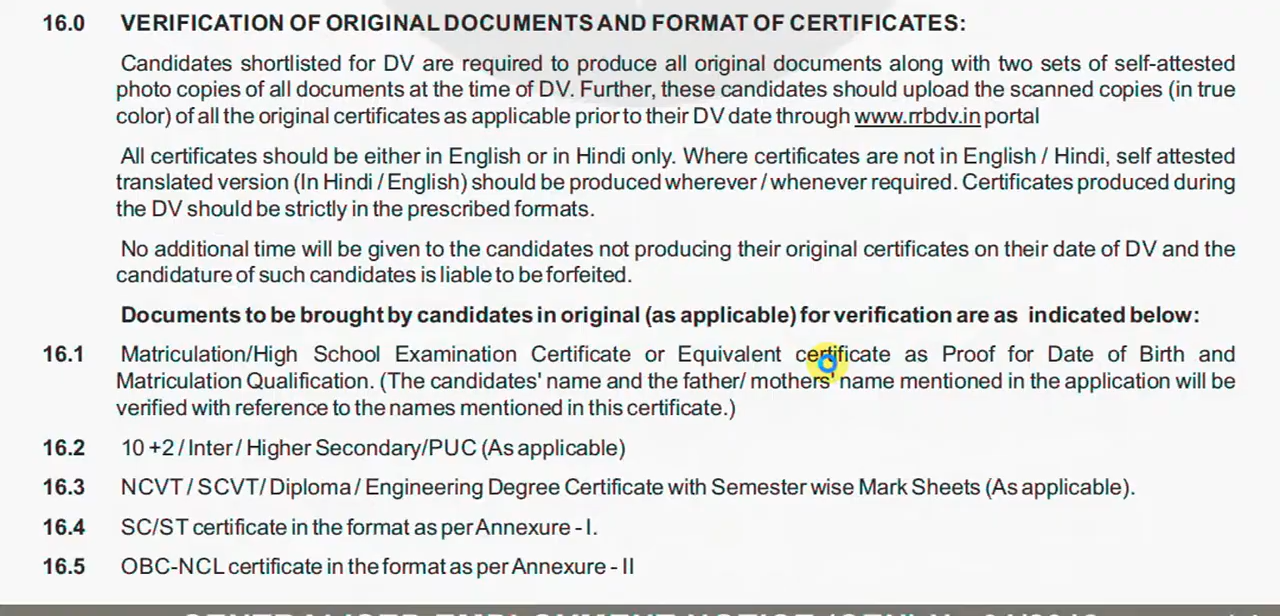 16.0 VERIFICATION OF ORIGINAL DOCUMENTS AND FORMAT OF CERTIFICATES:
Candidates shortlisted for DV are required to produce all original documents along with two sets of self-attested
photo copies of all documents at the time of DV. Further, these candidates should upload the scanned copies (in true
color) of all the original certificates as applicable prior to their DV date through www.rrbdv.in portal
All certificates should be either in English or in Hindi only. Where certificates are not in English / Hindi, self attested
translated version (In Hindi / English) should be produced wherever / whenever required. Certificates produced during
the DV should be strictly in the prescribed formats.
No additional time will be given to the candidates not producing their original certificates on their date of DV and the
candidature of such candidates is liable to be forfeited.
Documents to be brought by candidates in original (as applicable) for verification are as indicated below:
16.1 Matriculation/High School Examination Certificate or Equivalent certificate as Proof for Date of Birth and
Matriculation Qualification. (The candidates' name and the father/ mothers' name mentioned in the application will be
verified with reference to the names mentioned in this certificate.)
16.2 10 +2 / Inter / Higher Secondary/PUC (As applicable)
16.3 NCVT / SCVT/ Diploma / Engineering Degree Certificate with Semester wise Mark Sheets (As applicable).
16.4 SC/ST certificate in the format as per Annexure - I.
16.5 OBC-NCL certificate in the format as per Annexure - II